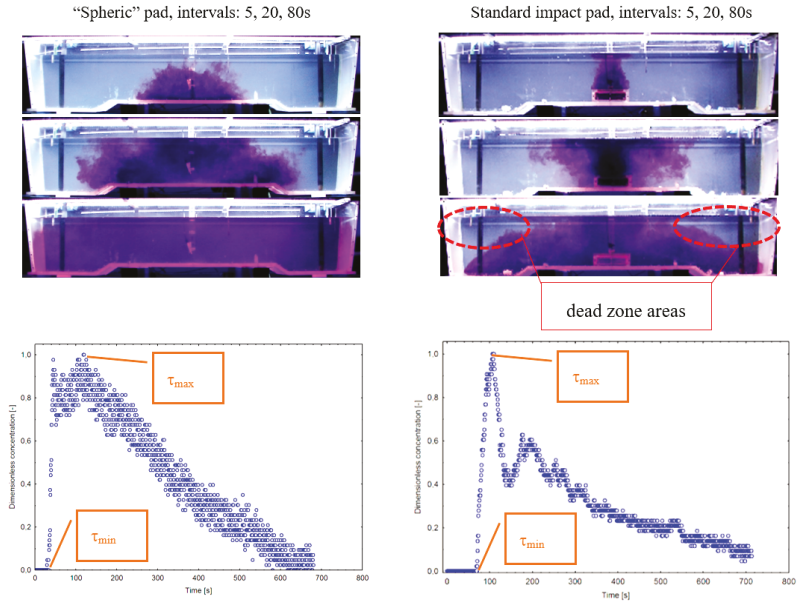 “Spheric” pad, intervals: 5, 20, 80s
Standard impact pad, intervals: 5, 20, 80s
dead zone areas
Dimensionless concentration [-]
1.0
0.8
0.6
0.4
0.2
0.0
τmax
τmin
0 100 200 300 400 500 600 700 800
Time [s]
Dimensionless concentration [-]
1.0
0.8
0.6
0.4
0.2
0.0
τmax
τmin
0 100 200 300 400 500 600 700 800
Time [s]